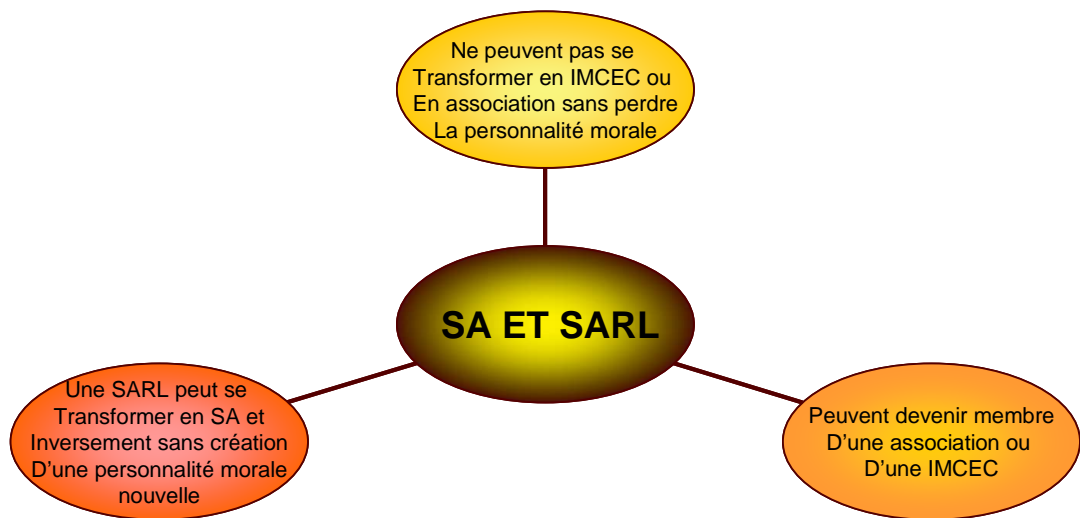 Ne peuvent pas se
Transformer en IMCEC ou
En association sans perdre
La personnalité morale
SA ET SARL
Une SARL peut se
Transformer en SA et
Inversement sans création
D’une personnalité morale
nouvelle
Peuvent devenir membre
D’une association ou
D’une IMCEC